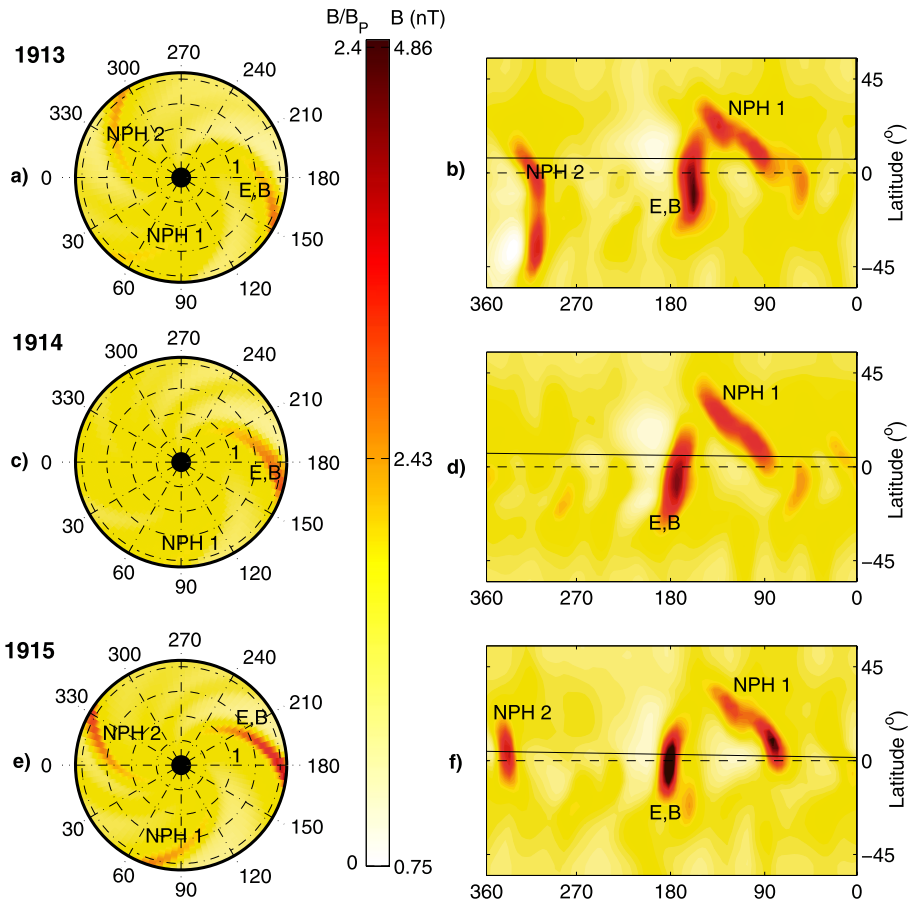 B/B_P B (nT)
2.4 4.86
2.43
0 0.75
1913
a)
270
300 240
330 210
0 180
30 150
60 120
90
NPH 2
1
E,B
NPH 1
b)
NPH 1
NPH 2
E,B
45
0
−45
Latitude (°)
360 270 180 90 0
1914
c)
270
300 240
330 210
0 180
30 150
60 120
90
1
E,B
NPH 1
d)
NPH 1
E,B
45
0
−45
Latitude (°)
360 270 180 90 0
1915
e)
270
300 240
330 210
0 180
30 150
60 120
90
E,B
NPH 2
1
NPH 1
f)
NPH 1
NPH 2
E,B
45
0
−45
Latitude (°)
360 270 180 90 0